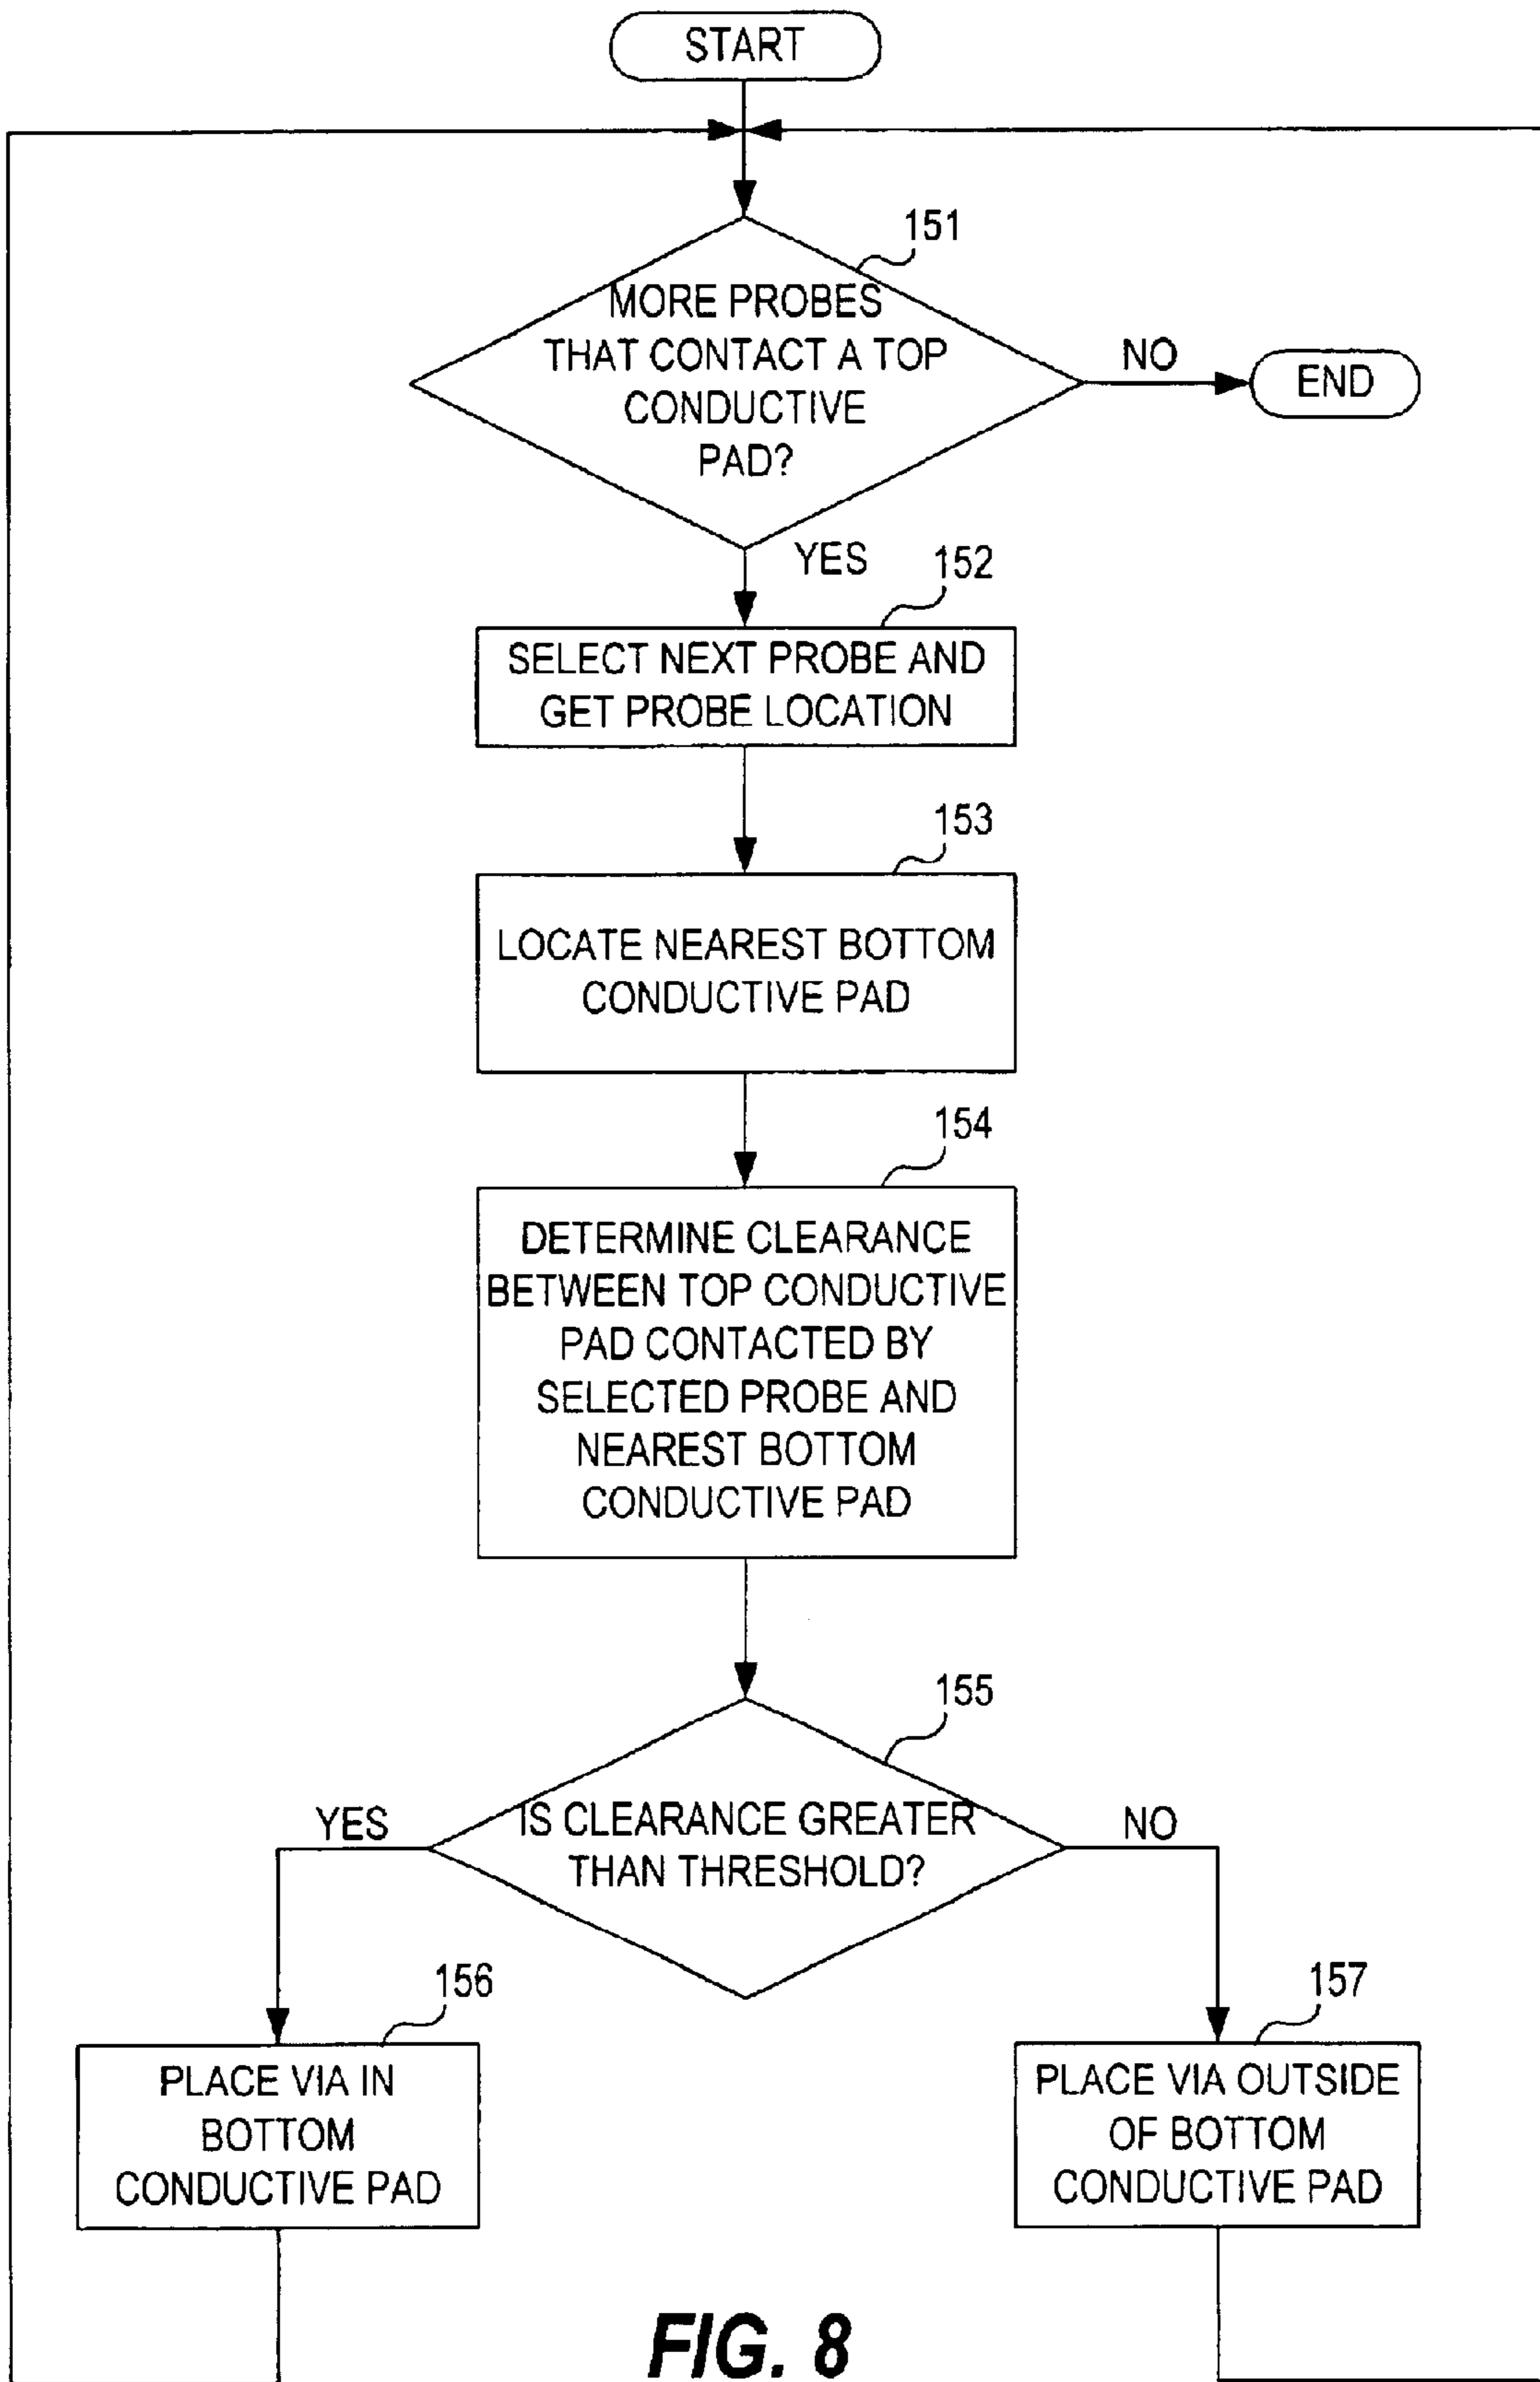 START
151
MORE PROBES
THAT CONTACT A TOP
CONDUCTIVE
PAD?
NO
END
YES
152
SELECT NEXT PROBE AND
GET PROBE LOCATION
153
LOCATE NEAREST BOTTOM
CONDUCTIVE PAD
154
DETERMINE CLEARANCE
BETWEEN TOP CONDUCTIVE
PAD CONTACTED BY
SELECTED PROBE AND
NEAREST BOTTOM
CONDUCTIVE PAD
155
IS CLEARANCE GREATER
THAN THRESHOLD?
YES
NO
156
PLACE VIA IN
BOTTOM
CONDUCTIVE PAD
157
PLACE VIA OUTSIDE
OF BOTTOM
CONDUCTIVE PAD
FIG. 8